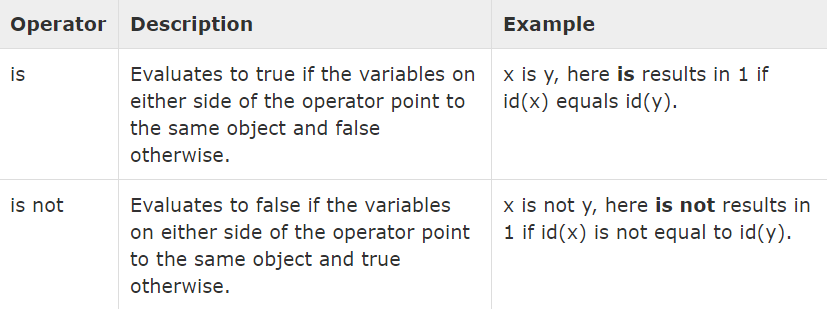 Operator Description Example
is
Evaluates to true if the variables on
either side of the operator point to
the same object and false
otherwise.
x is y, here is results in 1 if
id(x) equals id(y).
is not
Evaluates to false if the variables
on either side of the operator point
to the same object and true
otherwise.
x is not y, here is not results in
1 if id(x) is not equal to id(y).